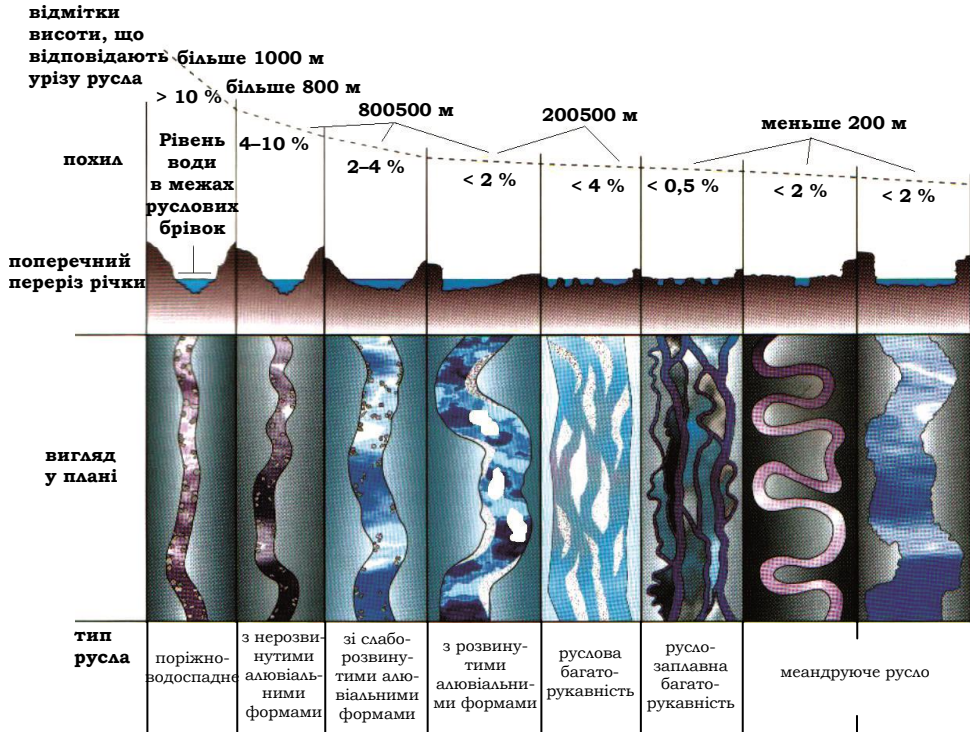 відмітки
висоти, що
відповідають
урізу русла
більше 1000 м
більше 800 м
800500 м
200500 м
меньше 200 м
похил
> 10 %
4–10 %
2–4 %
< 2 %
< 4 %
< 0,5 %
< 2 %
< 2 %
Рівень
води
в межах
руслових
брівок
поперечний
переріз річки
вигляд
у плані
тип
русла
поріжно-
водоспадне
з нерозви-
нутими
алювіаль-
ними
формами
зі слабо-
розвину-
тими алю-
віальними
формами
з розвину-
тими
алювіальни-
ми формами
руслова
багато-
рукавність
русло-
заплавна
багато-
рукавність
меандруюче русло